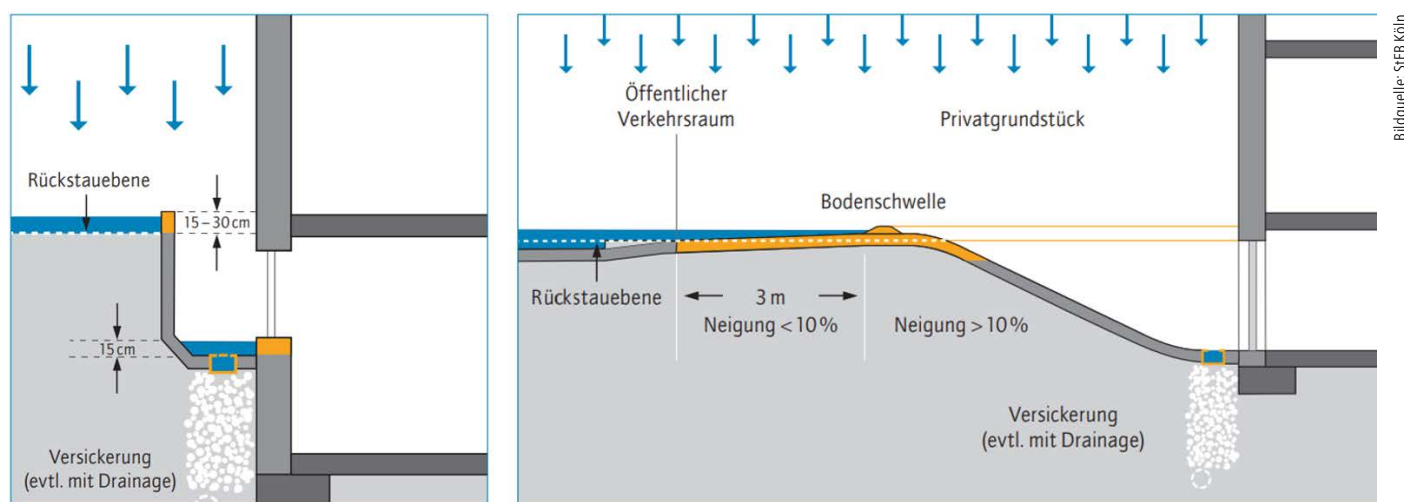 Rückstauebene
15 – 30 cm
15 cm
Versickerung
(evtl. mit Drainage)
Öffentlicher
Verkehrsraum
Privatgrundstück
Bodenschwelle
Rückstauebene
3 m
Neigung < 10 %
Neigung > 10 %
Versickerung
(evtl. mit Drainage)
Bildquelle: StEB Köln